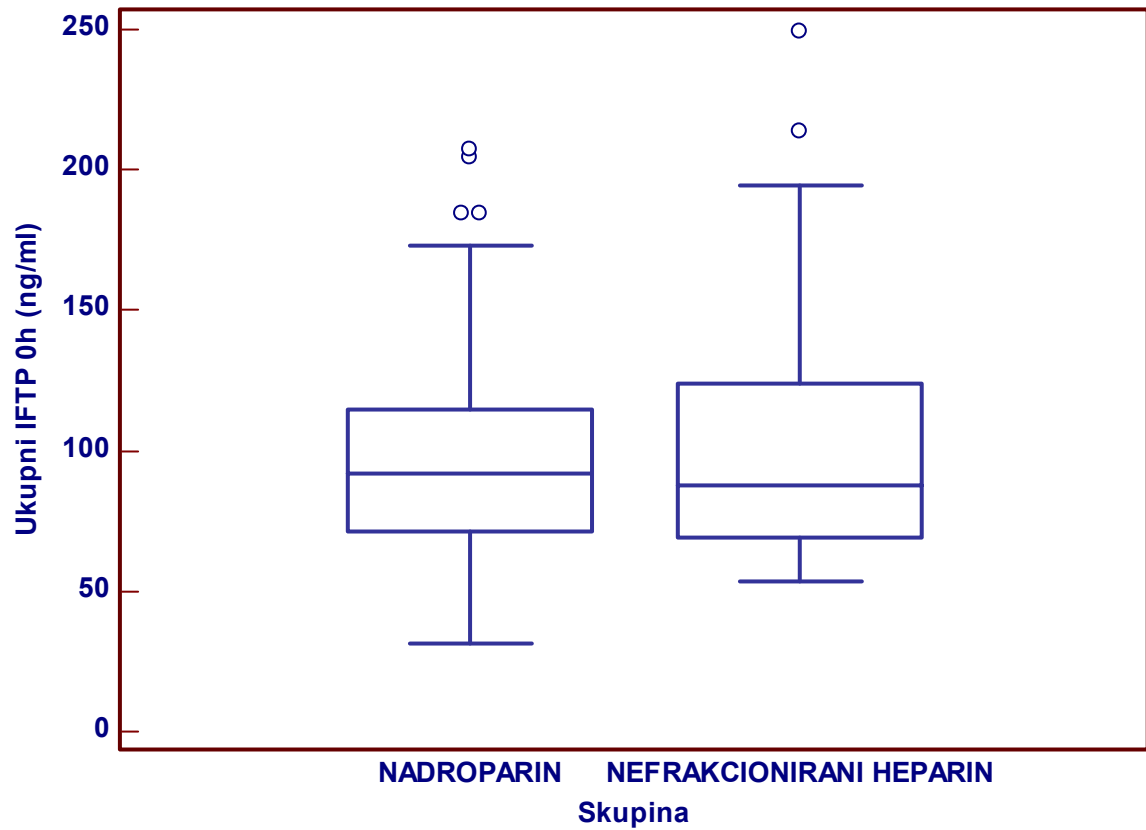 Ukupni IFTP 0h (ng/ml)
250
200
150
100
50
0
NADROPARIN NEFRAKCIONIRANI HEPARIN
Skupina